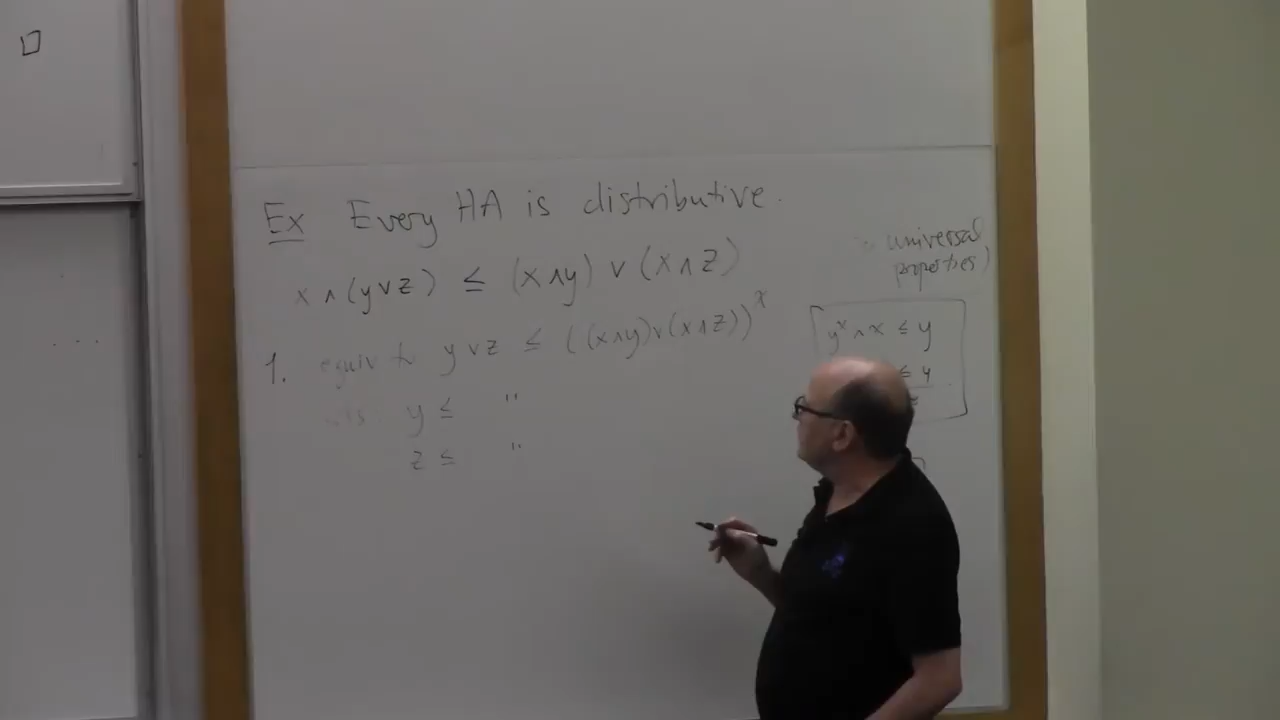 Ex Every HA is distributive.
x ∧ (y ∨ z) ≤ (x ∧ y) ∨ (x ∧ z)
1. equiv to y ∨ z ≤ ((x ∧ y) ∨ (x ∧ z))^x
y ≤ "
z ≤ "
universal
properties)
y^x ∧ x ≤ y
≤ y
. . .